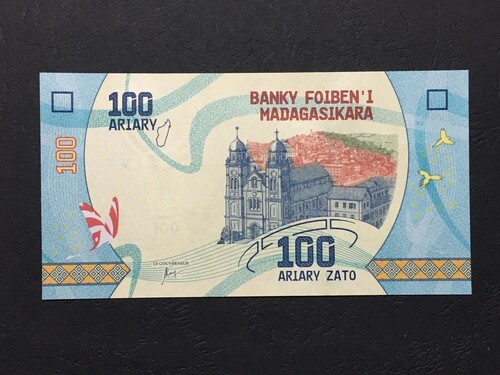 100
ARIARY
BANKY FOIBEN'I
MADAGASIKARA
100
LE GOUVERNEUR
100
ARIARY ZATO